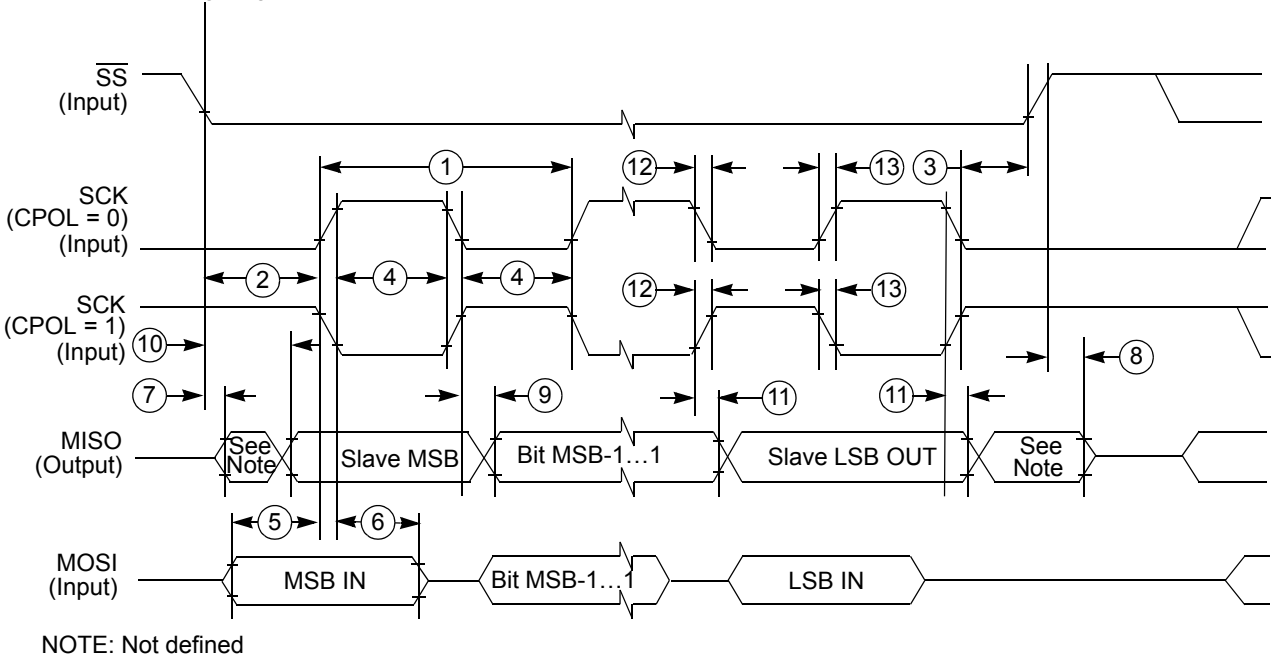 SS
(Input)
1
12
13
3
SCK
(CPOL = 0)
(Input)
2
4
4
12
13
SCK
(CPOL = 1)
(Input)
10
8
7
9
11
11
MISO
(Output)
See
Note
Slave MSB
Bit MSB-1…1
Slave LSB OUT
See
Note
5
6
MOSI
(Input)
MSB IN
Bit MSB-1…1
LSB IN
NOTE: Not defined